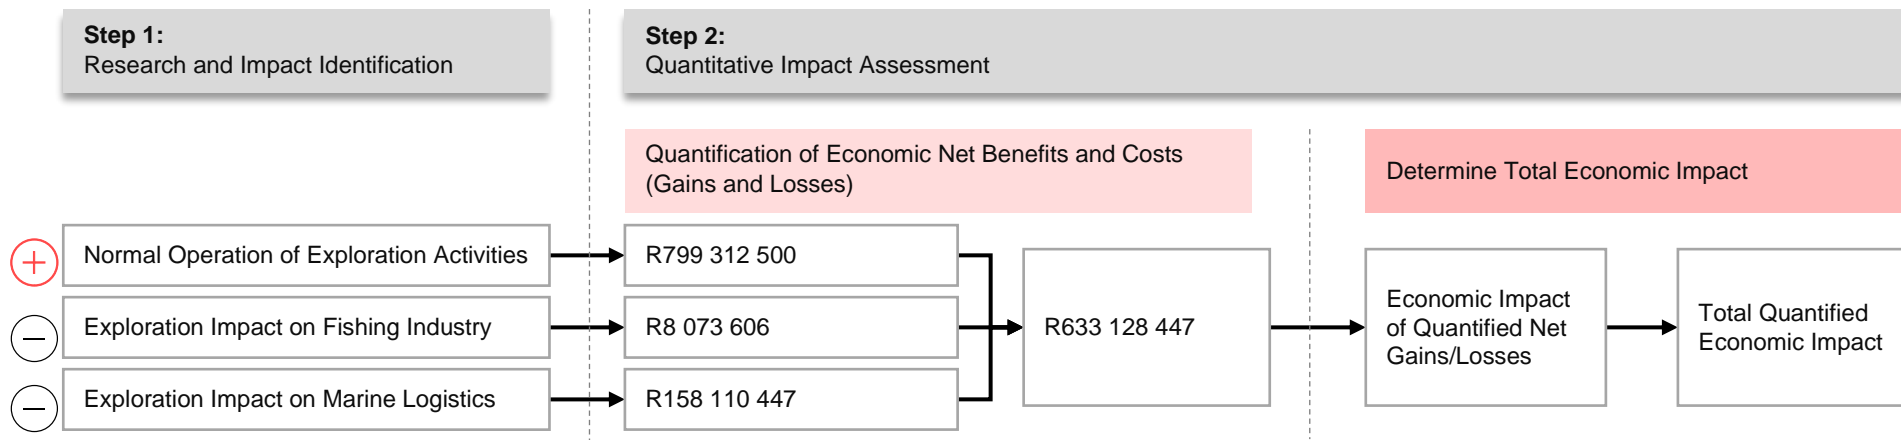 Step 1:
Research and Impact Identification
Step 2:
Quantitative Impact Assessment
Quantification of Economic Net Benefits and Costs
(Gains and Losses)
Determine Total Economic Impact
Normal Operation of Exploration Activities
R799 312 500
Exploration Impact on Fishing Industry
R8 073 606
Exploration Impact on Marine Logistics
R158 110 447
R633 128 447
Economic Impact
of Quantified Net
Gains/Losses
Total Quantified
Economic Impact